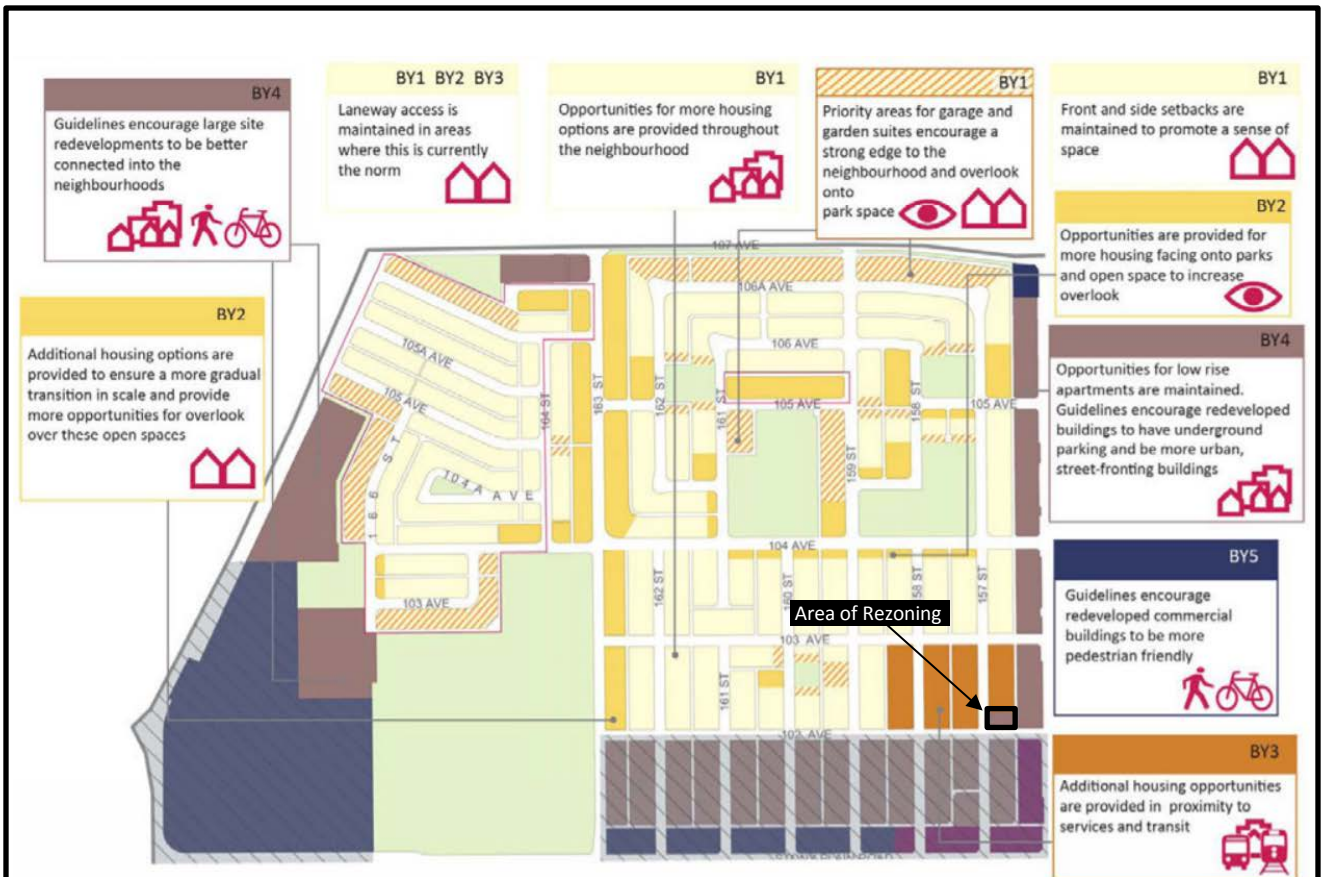 BY4
Guidelines encourage large site
redevelopments to be better
connected into the
neighbourhoods
BY1 BY2 BY3
Laneway access is
maintained in areas
where this is currently
the norm
BY1
Opportunities for more housing
options are provided throughout
the neighbourhood
BY1
Priority areas for garage and
garden suites encourage a
strong edge to the
neighbourhood and overlook
onto
park space
BY1
Front and side setbacks are
maintained to promote a sense of
space
BY2
Opportunities are provided for
more housing facing onto parks
and open space to increase
overlook
BY2
Additional housing options are
provided to ensure a more gradual
transition in scale and provide
more opportunities for overlook
over these open spaces
BY4
Opportunities for low rise
apartments are maintained.
Guidelines encourage redeveloped
buildings to have underground
parking and be more urban,
street-fronting buildings
BY5
Guidelines encourage
redeveloped commercial
buildings to be more
pedestrian friendly
BY3
Additional housing opportunities
are provided in proximity to
services and transit
107 AVE
106A AVE
106 AVE
105A AVE
105 AVE
105 AVE
105 AVE
164 ST
163 ST
162 ST
161 ST
159 ST
158 ST
166 ST
104A AVE
104 AVE
103 AVE
162 ST
160 ST
158 ST
157 ST
Area of Rezoning
103 AVE
161 ST
102 AVE